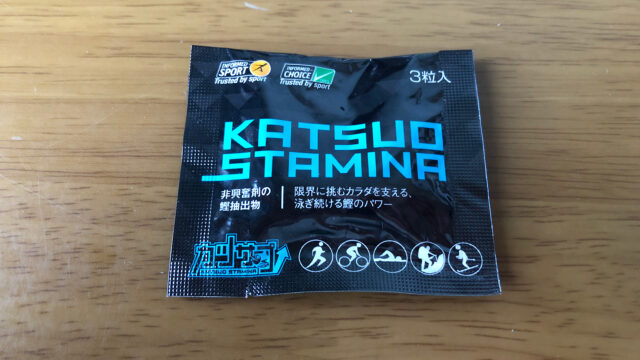 INFORMED
SPORT
Trusted by sport
INFORMED
CHOICE
Trusted by sport
3粒入
KATSUO
STAMINA
非興奮剤の
鰹抽出物
限界に挑むカラダを支える、
泳ぎ続ける鰹のパワー
カツサプ
KATSUO STAMINA